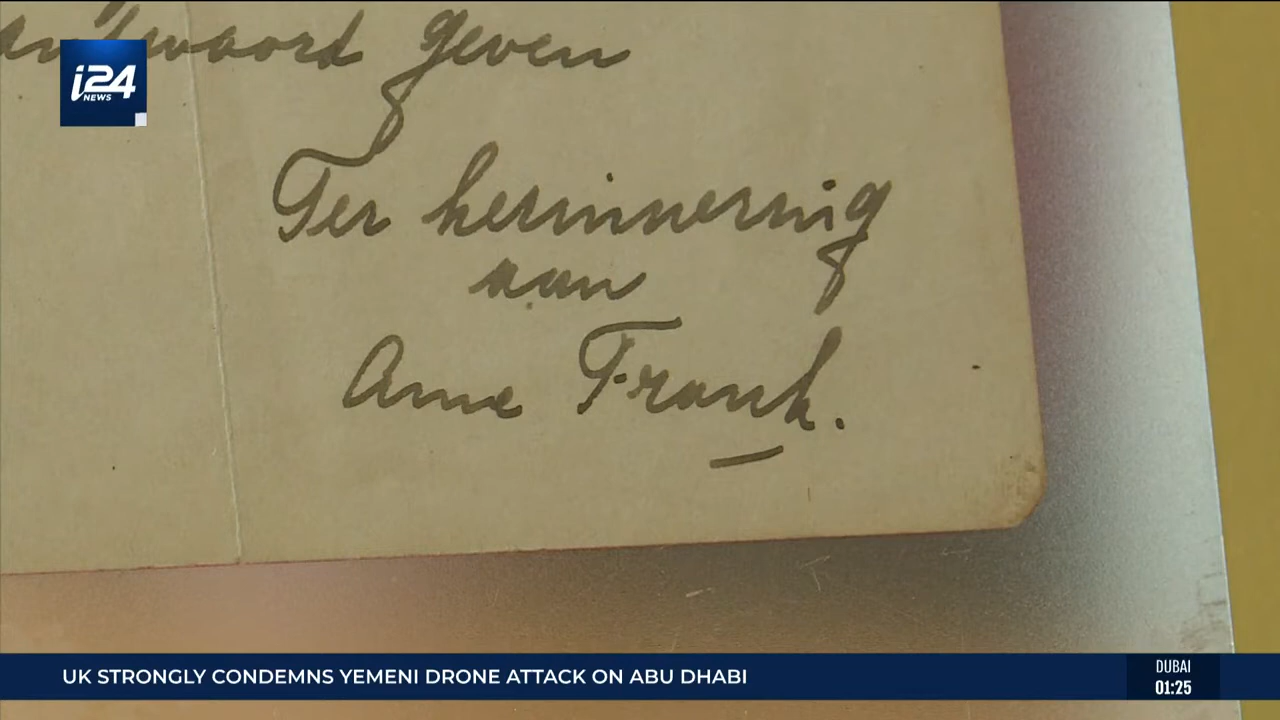 antwoord geven
i24
NEWS
Ter herinnering
aan
Anne Frank.
UK STRONGLY CONDEMNS YEMENI DRONE ATTACK ON ABU DHABI
DUBAI
01:25